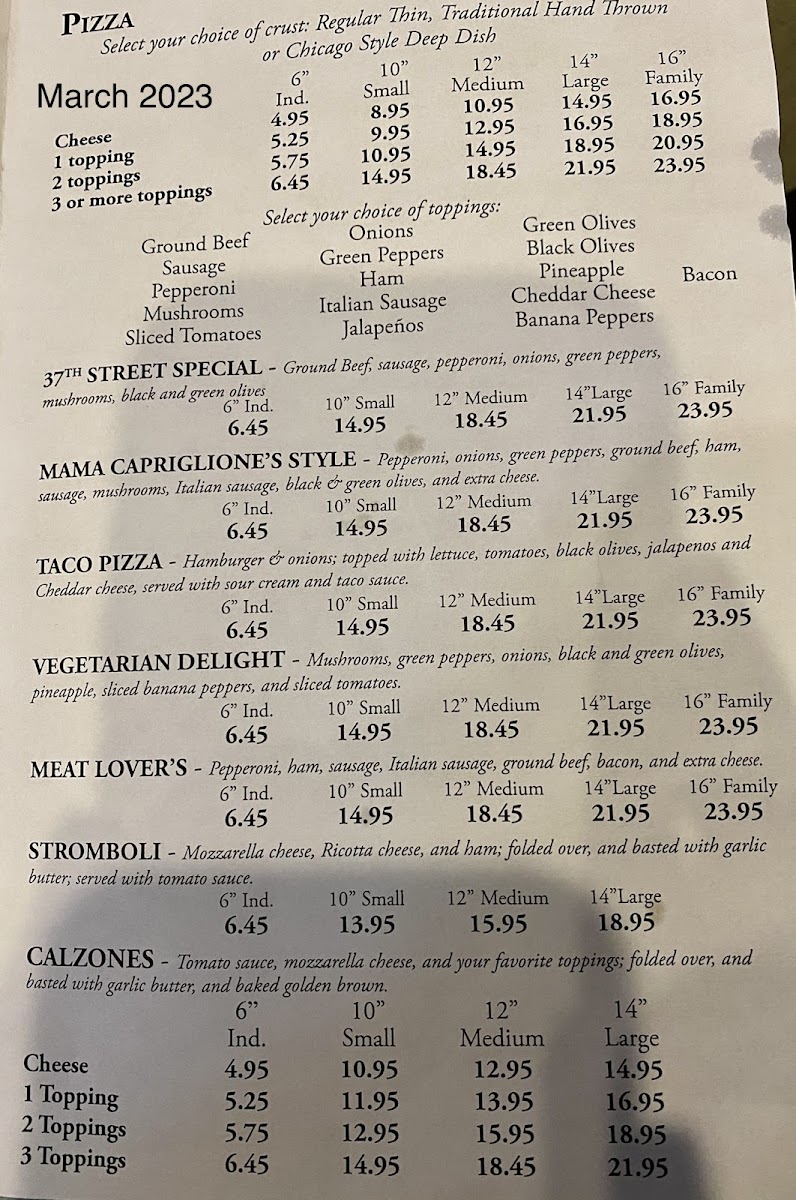 PIZZA
Select your choice of crust: Regular Thin, Traditional Hand Thrown
or Chicago Style Deep Dish
6" 10" 12" 14" 16"
Ind. Small Medium Large Family
March 2023
Cheese 4.95 8.95 10.95 14.95 16.95
1 topping 5.25 9.95 12.95 16.95 18.95
2 toppings 5.75 10.95 14.95 18.95 20.95
3 or more toppings 6.45 14.95 18.45 21.95 23.95
Select your choice of toppings:
Ground Beef Onions Green Olives
Sausage Green Peppers Black Olives
Pepperoni Ham Pineapple Bacon
Mushrooms Italian Sausage Cheddar Cheese
Sliced Tomatoes Jalapeños Banana Peppers
37TH STREET SPECIAL - Ground Beef, sausage, pepperoni, onions, green peppers,
mushrooms, black and green olives
6" Ind. 10" Small 12" Medium 14"Large 16" Family
6.45 14.95 18.45 21.95 23.95
MAMA CAPRIGLIONE'S STYLE - Pepperoni, onions, green peppers, ground beef, ham,
sausage, mushrooms, Italian sausage, black & green olives, and extra cheese.
6" Ind. 10" Small 12" Medium 14"Large 16" Family
6.45 14.95 18.45 21.95 23.95
TACO PIZZA - Hamburger & onions; topped with lettuce, tomatoes, black olives, jalapenos and
Cheddar cheese, served with sour cream and taco sauce.
6" Ind. 10" Small 12" Medium 14"Large 16" Family
6.45 14.95 18.45 21.95 23.95
VEGETARIAN DELIGHT - Mushrooms, green peppers, onions, black and green olives,
pineapple, sliced banana peppers, and sliced tomatoes.
6" Ind. 10" Small 12" Medium 14"Large 16" Family
6.45 14.95 18.45 21.95 23.95
MEAT LOVER'S - Pepperoni, ham, sausage, Italian sausage, ground beef, bacon, and extra cheese.
6" Ind. 10" Small 12" Medium 14"Large 16" Family
6.45 14.95 18.45 21.95 23.95
STROMBOLI - Mozzarella cheese, Ricotta cheese, and ham; folded over, and basted with garlic
butter; served with tomato sauce.
6" Ind. 10" Small 12" Medium 14"Large
6.45 13.95 15.95 18.95
CALZONES - Tomato sauce, mozzarella cheese, and your favorite toppings; folded over, and
basted with garlic butter, and baked golden brown.
6" 10" 12" 14"
Ind. Small Medium Large
Cheese 4.95 10.95 12.95 14.95
1 Topping 5.25 11.95 13.95 16.95
2 Toppings 5.75 12.95 15.95 18.95
3 Toppings 6.45 14.95 18.45 21.95